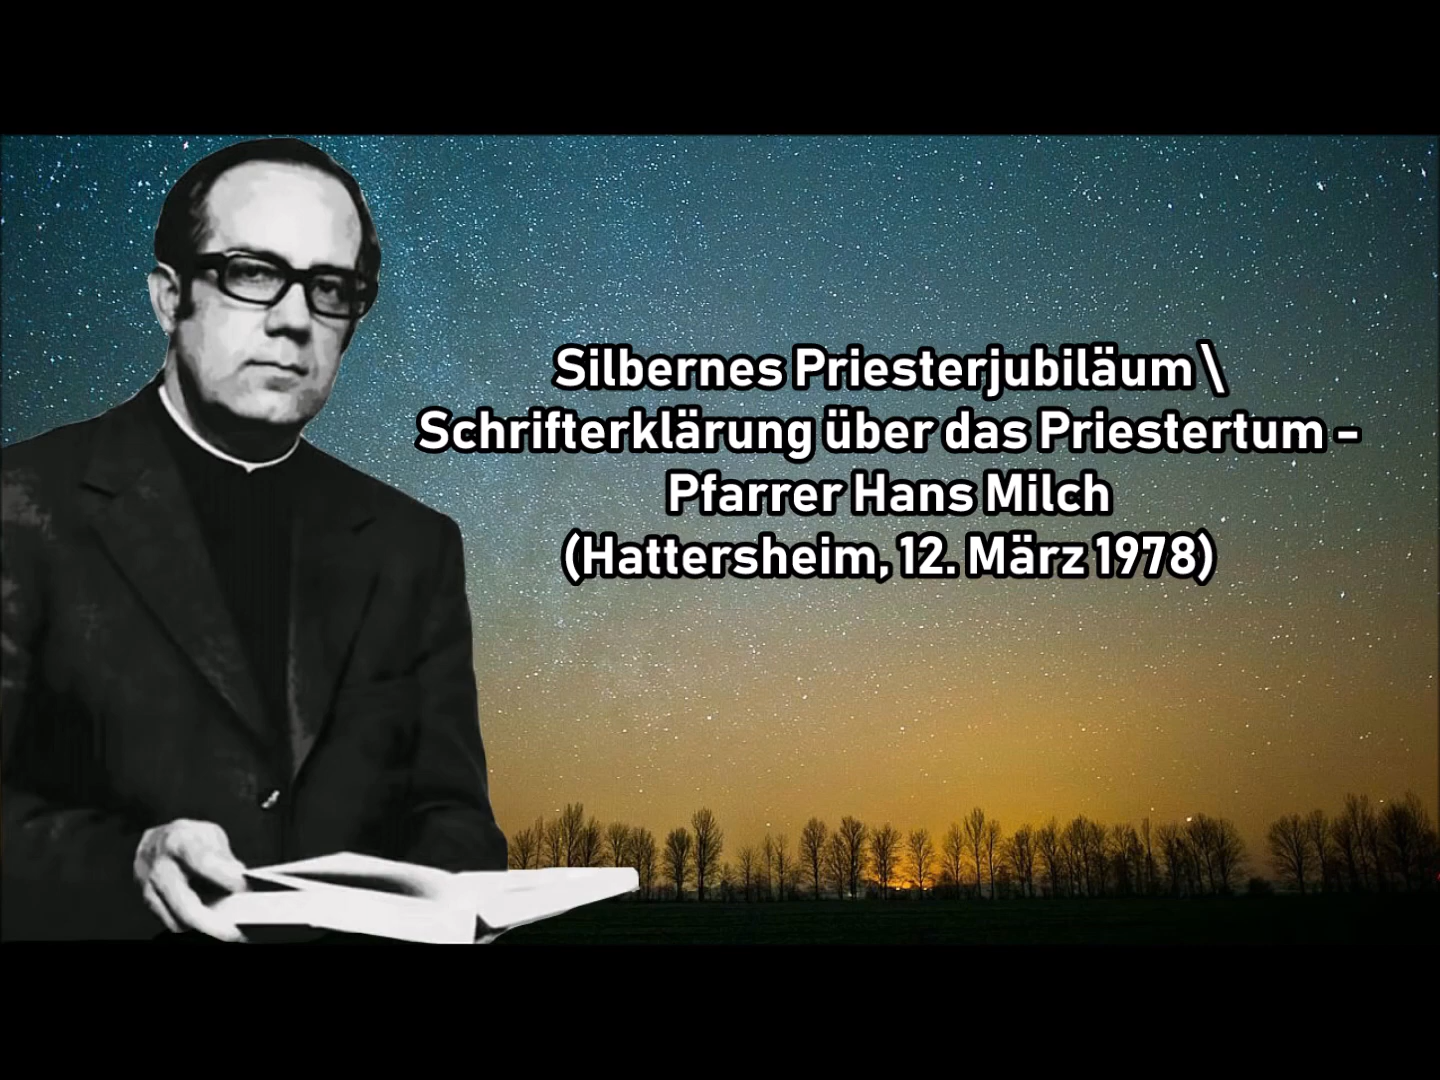 Silbernes Priesterjubiläum \
Schrifterklärung über das Priestertum -
Pfarrer Hans Milch
(Hattersheim, 12. März 1978)